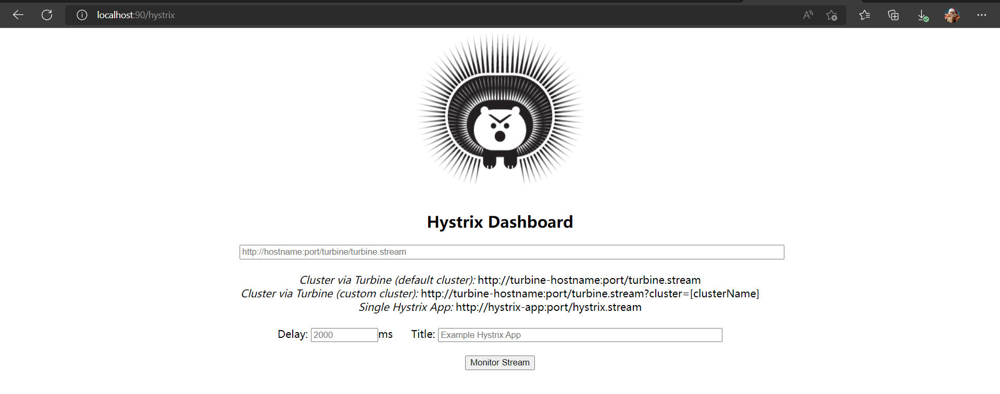 localhost:90/hystrix
Hystrix Dashboard
http://hostname:port/turbine/turbine.stream
Cluster via Turbine (default cluster): http://turbine-hostname:port/turbine.stream
Cluster via Turbine (custom cluster): http://turbine-hostname:port/turbine.stream?cluster=[clusterName]
Single Hystrix App: http://hystrix-app:port/hystrix.stream
Delay: 2000 ms Title: Example Hystrix App
Monitor Stream